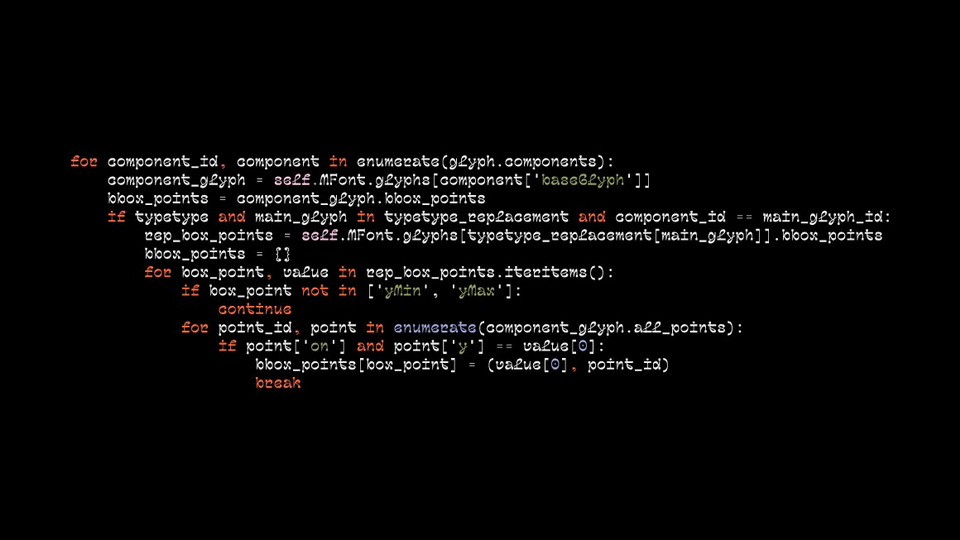 for component_id, component in enumerate(glyph.components):
component_glyph = self.MFont.glyphs[component['baseGlyph']]
bbox_points = component_glyph.bbox_points
if typetype and main_glyph in typetype_replacement and component_id == main_glyph_id:
rep_box_points = self.MFont.glyphs[typetype_replacement[main_glyph]].bbox_points
bbox_points = {}
for box_point, value in rep_box_points.iteritems():
if box_point not in ['yMin', 'yMax']:
continue
for point_id, point in enumerate(component_glyph.all_points):
if point['on'] and point['y'] == value[0]:
bbox_points[box_point] = (value[0], point_id)
break